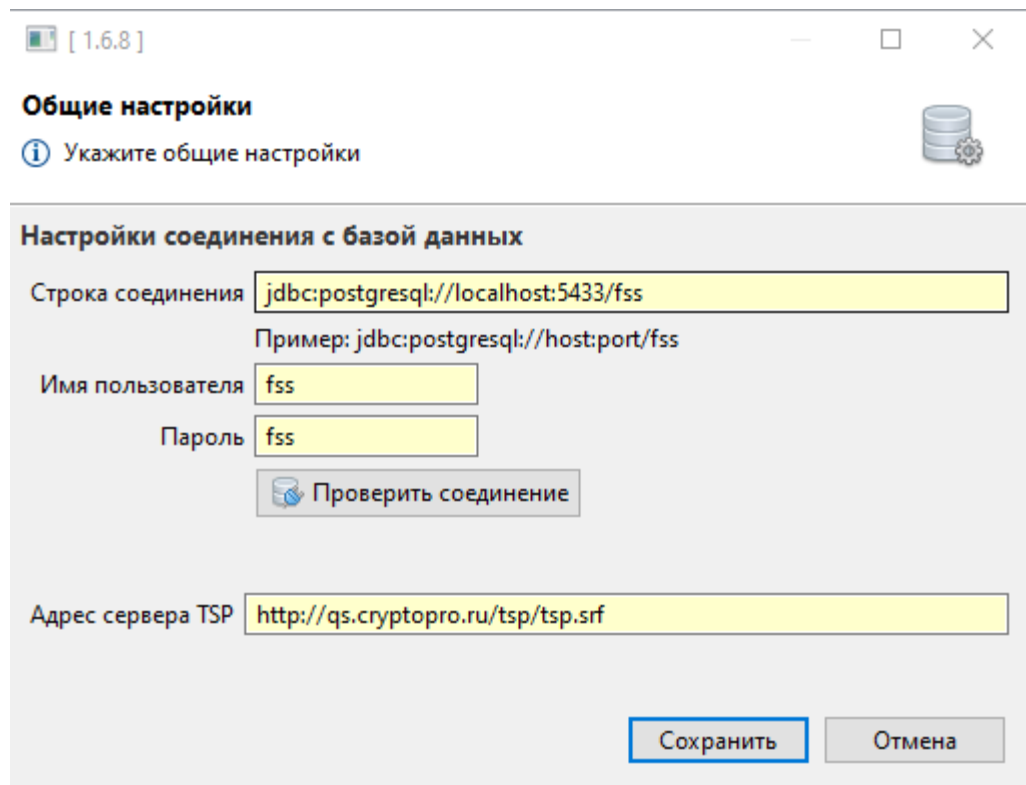 [ 1.6.8 ]
Общие настройки
Укажите общие настройки
Настройки соединения с базой данных
Строка соединения jdbc:postgresql://localhost:5433/fss
Пример: jdbc:postgresql://host:port/fss
Имя пользователя fss
Пароль fss
Проверить соединение
Адрес сервера TSP http://qs.cryptopro.ru/tsp/tsp.srf
Сохранить Отмена